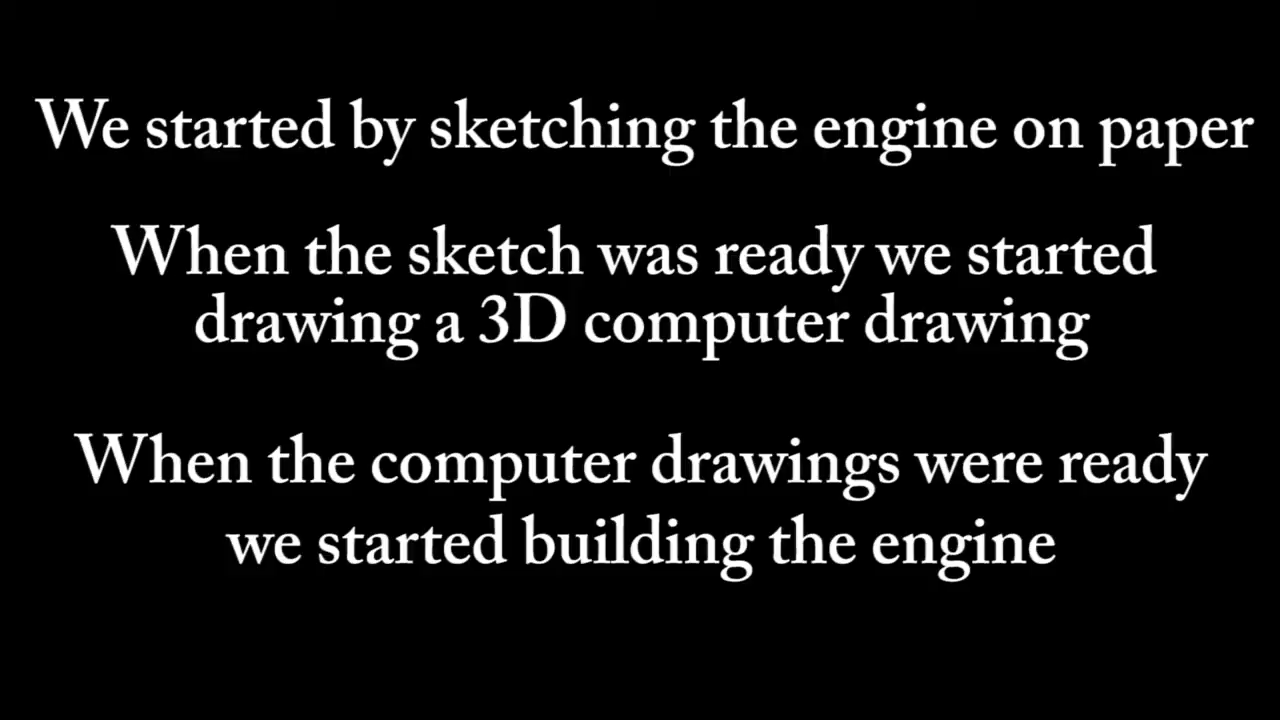 We started by sketching the engine on paper
When the sketch was ready we started
drawing a 3D computer drawing
When the computer drawings were ready
we started building the engine